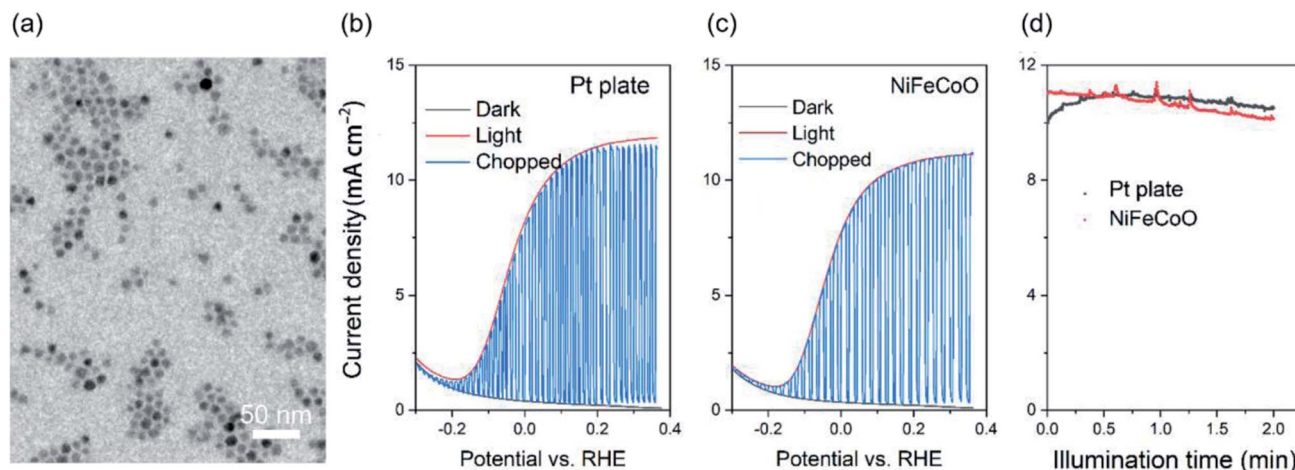 (a)
50 nm
(b)
Current density (mA cm⁻²)
15
10
5
0
Pt plate
Dark
Light
Chopped
-0.2
0.0
0.2
0.4
Potential vs. RHE
(c)
15
10
5
0
NiFeCoO
Dark
Light
Chopped
-0.2
0.0
0.2
0.4
Potential vs. RHE
(d)
12
8
4
0
Pt plate
NiFeCoO
0.0
0.5
1.0
1.5
2.0
Illumination time (min)